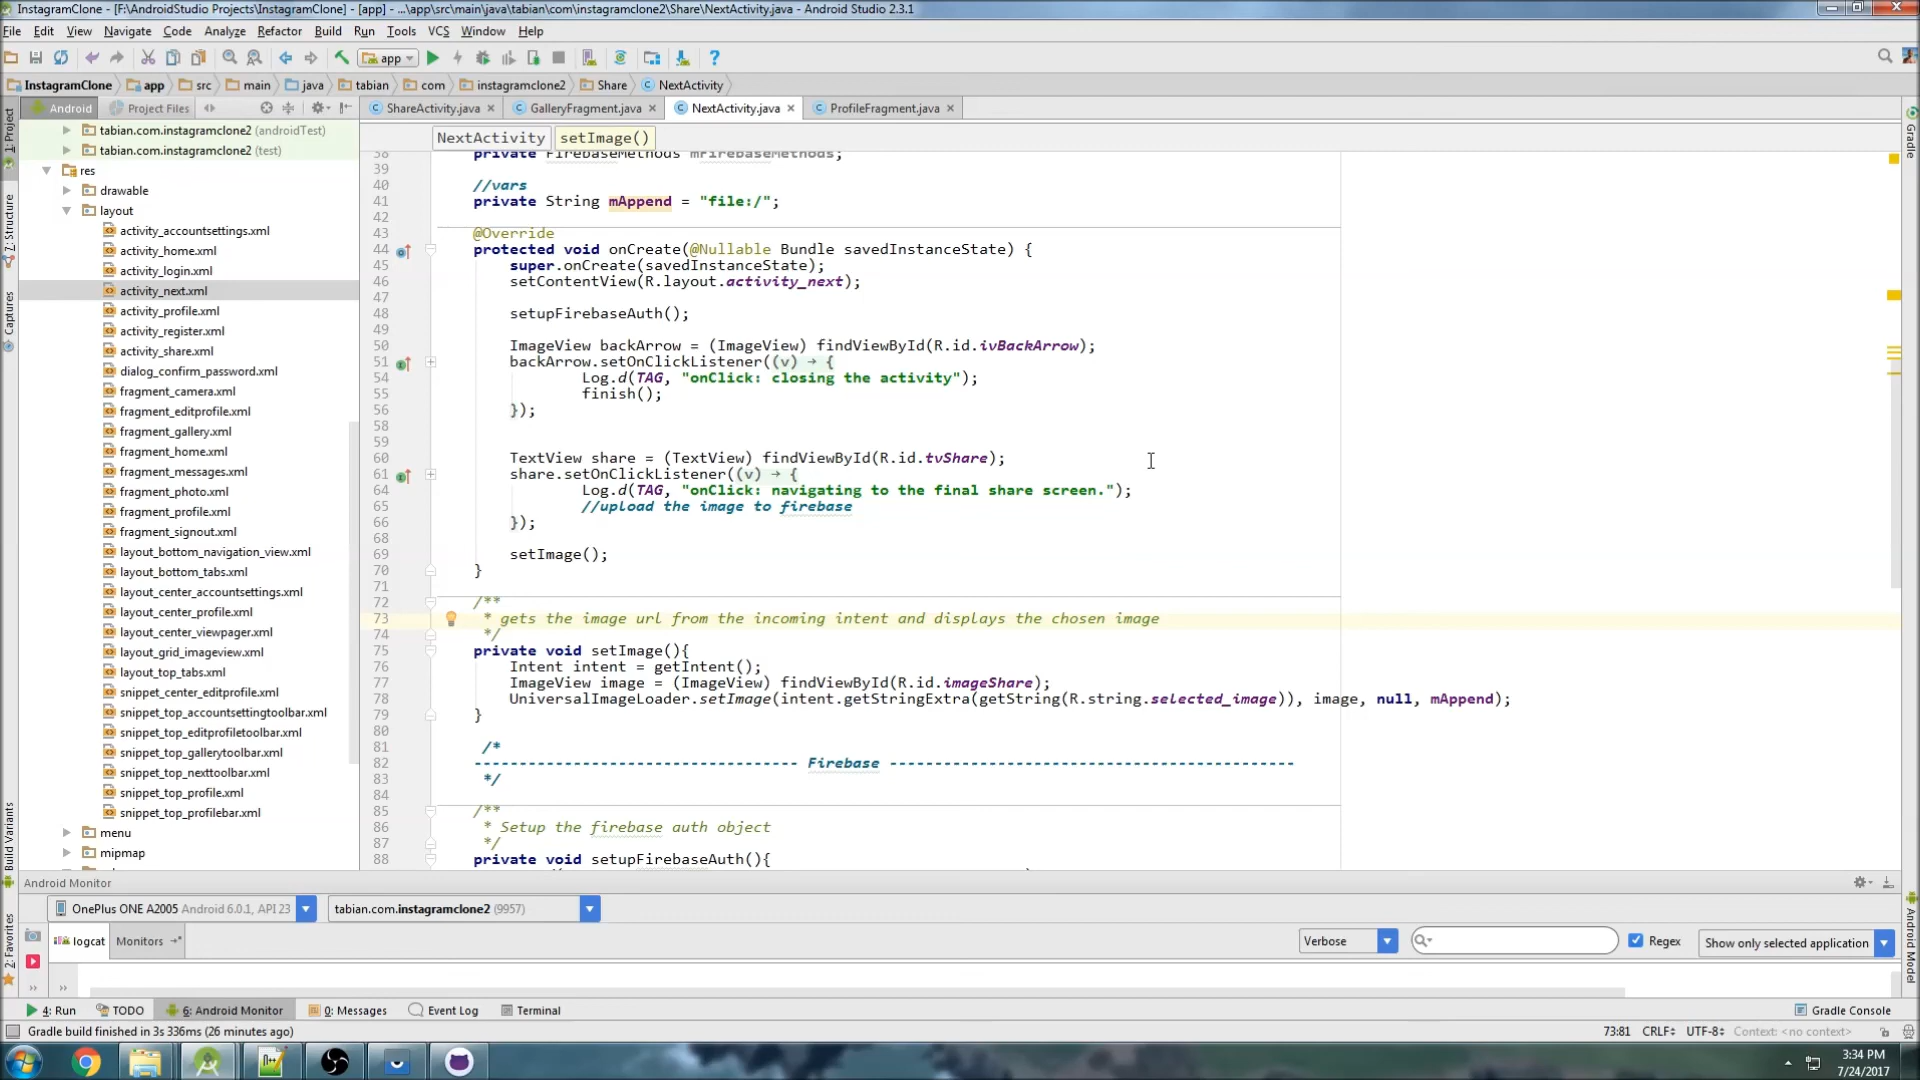 InstagramClone - [F:\AndroidStudio Projects\InstagramClone] - [app] - ...\app\src\main\java\tabian\com\instagramclone2\Share\NextActivity.java - Android Studio 2.3.1
File Edit View Navigate Code Analyze Refactor Build Run Tools VCS Window Help
app
InstagramClone app src main java tabian com instagramclone2 Share NextActivity
Android Project Files
ShareActivity.java GalleryFragment.java NextActivity.java ProfileFragment.java
NextActivity setImage()
1: Project
Z: Structure
Captures
Build Variants
2: Favorites
Gradle
Android Model
tabian.com.instagramclone2 (androidTest)
tabian.com.instagramclone2 (test)
res
drawable
layout
activity_accountsettings.xml
activity_home.xml
activity_login.xml
activity_next.xml
activity_profile.xml
activity_register.xml
activity_share.xml
dialog_confirm_password.xml
fragment_camera.xml
fragment_editprofile.xml
fragment_gallery.xml
fragment_home.xml
fragment_messages.xml
fragment_photo.xml
fragment_profile.xml
fragment_signout.xml
layout_bottom_navigation_view.xml
layout_bottom_tabs.xml
layout_center_accountsettings.xml
layout_center_profile.xml
layout_center_viewpager.xml
layout_grid_imageview.xml
layout_top_tabs.xml
snippet_center_editprofile.xml
snippet_top_accountsettingtoolbar.xml
snippet_top_editprofiletoolbar.xml
snippet_top_gallerytoolbar.xml
snippet_top_nexttoolbar.xml
snippet_top_profile.xml
snippet_top_profilebar.xml
menu
mipmap
38 private FirebaseMethods mFirebaseMethods;
39
40 //vars
41 private String mAppend = "file:/";
42
43 @Override
44 protected void onCreate(@Nullable Bundle savedInstanceState) {
45 super.onCreate(savedInstanceState);
46 setContentView(R.layout.activity_next);
47
48 setupFirebaseAuth();
49
50 ImageView backArrow = (ImageView) findViewById(R.id.ivBackArrow);
51 backArrow.setOnClickListener((v) → {
54 Log.d(TAG, "onClick: closing the activity");
55 finish();
56 });
58
59
60 TextView share = (TextView) findViewById(R.id.tvShare);
61 share.setOnClickListener((v) → {
64 Log.d(TAG, "onClick: navigating to the final share screen.");
65 //upload the image to firebase
66 });
68
69 setImage();
70 }
71
72 /**
73 * gets the image url from the incoming intent and displays the chosen image
74 */
75 private void setImage(){
76 Intent intent = getIntent();
77 ImageView image = (ImageView) findViewById(R.id.imageShare);
78 UniversalImageLoader.setImage(intent.getStringExtra(getString(R.string.selected_image)), image, null, mAppend);
79 }
80
81 /*
82 ------------------------------------ Firebase ---------------------------------------------
83 */
84
85 /**
86 * Setup the firebase auth object
87 */
88 private void setupFirebaseAuth(){
Android Monitor
OnePlus ONE A2005 Android 6.0.1, API 23 tabian.com.instagramclone2 (9957)
logcat Monitors Verbose Regex Show only selected application
4: Run TODO 6: Android Monitor 0: Messages Event Log Terminal Gradle Console
Gradle build finished in 3s 336ms (26 minutes ago) 73:81 CRLF UTF-8 Context: <no context>
3:34 PM
7/24/2017